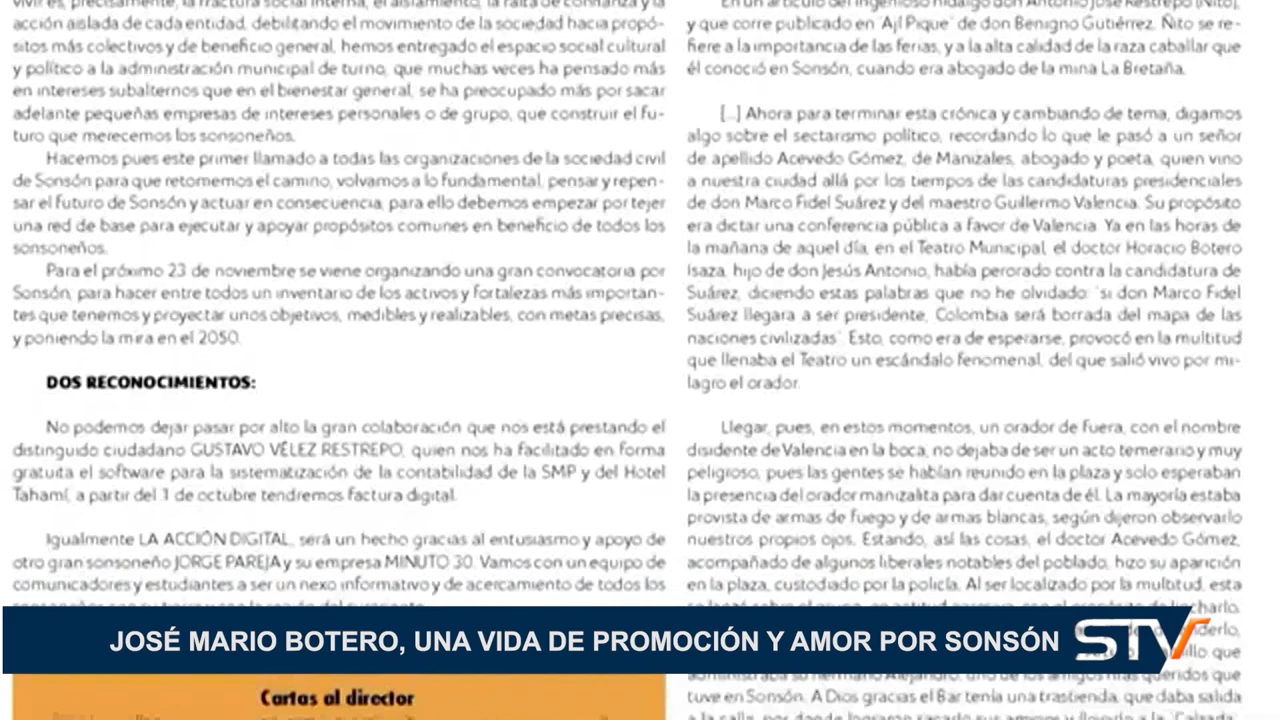 vivir es, precisamente, la fractura social interna, el aislamiento, la falta de confianza y la
acción aislada de cada entidad, debilitando el movimiento de la sociedad hacia propó-
sitos más colectivos y de beneficio general, hemos entregado el espacio social cultural
y político a la administración municipal de turno, que muchas veces ha pensado más
en intereses subalternos que en el bienestar general, se ha preocupado más por sacar
adelante pequeñas empresas de intereses personales o de grupo, que construir el fu-
turo que merecemos los sonsoneños.
Hacemos pues este primer llamado a todas las organizaciones de la sociedad civil
de Sonsón para que retomemos el camino, volvamos a lo fundamental, pensar y repen-
sar el futuro de Sonsón y actuar en consecuencia, para ello debemos empezar por tejer
una red de base para ejecutar y apoyar propósitos comunes en beneficio de todos los
sonsoneños.
Para el próximo 23 de noviembre se viene organizando una gran convocatoria por
Sonsón, para hacer entre todos un inventario de los activos y fortalezas más importan-
tes que tenemos y proyectar unos objetivos, medibles y realizables, con metas precisas,
y poniendo la mira en el 2050.
DOS RECONOCIMIENTOS:
No podemos dejar pasar por alto la gran colaboración que nos está prestando el
distinguido ciudadano GUSTAVO VÉLEZ RESTREPO, quien nos ha facilitado en forma
gratuita el software para la sistematización de la contabilidad de la SMP y del Hotel
Tahamí, a partir del 1 de octubre tendremos factura digital.
Igualmente LA ACCIÓN DIGITAL, será un hecho gracias al entusiasmo y apoyo de
otro gran sonsoneño JORGE PAREJA y su empresa MINUTO 30. Vamos con un equipo de
comunicadores y estudiantes a ser un nexo informativo y de acercamiento de todos los
Cartas al director
En un artículo del ingenioso hidalgo don Antonio José Restrepo (Ñito),
y que corre publicado en "Ají Pique" de don Benigno Gutiérrez, Ñito se re-
fiere a la importancia de las ferias, y a la alta calidad de la raza caballar que
él conoció en Sonsón, cuando era abogado de la mina La Bretaña.
[...] Ahora para terminar esta crónica y cambiando de tema, digamos
algo sobre el sectarismo político, recordando lo que le pasó a un señor
de apellido Acevedo Gómez, de Manizales, abogado y poeta, quien vino
a nuestra ciudad allá por los tiempos de las candidaturas presidenciales
de don Marco Fidel Suárez y del maestro Guillermo Valencia. Su propósito
era dictar una conferencia pública a favor de Valencia. Ya en las horas de
la mañana de aquel día, en el Teatro Municipal, el doctor Horacio Botero
Isaza, hijo de don Jesús Antonio, había perorado contra la candidatura de
Suárez, diciendo estas palabras que no he olvidado: "si don Marco Fidel
Suárez llegara a ser presidente, Colombia será borrada del mapa de las
naciones civilizadas". Esto, como era de esperarse, provocó en la multitud
que llenaba el Teatro un escándalo fenomenal, del que salió vivo por mi-
lagro el orador.
Llegar, pues, en estos momentos, un orador de fuera, con el nombre
disidente de Valencia en la boca, no dejaba de ser un acto temerario y muy
peligroso, pues las gentes se habían reunido en la plaza y solo esperaban
la presencia del orador manizalita para dar cuenta de él. La mayoría estaba
provista de armas de fuego y de armas blancas, según dijeron observarlo
nuestros propios ojos. Estando, así las cosas, el doctor Acevedo Gómez,
acompañado de algunos liberales notables del poblado, hizo su aparición
en la plaza, custodiado por la policía. Al ser localizado por la multitud, esta
que
tuve en Sonsón. A Dios gracias el Bar tenía una trastienda, que daba salida
JOSÉ MARIO BOTERO, UNA VIDA DE PROMOCIÓN Y AMOR POR SONSÓN
STV